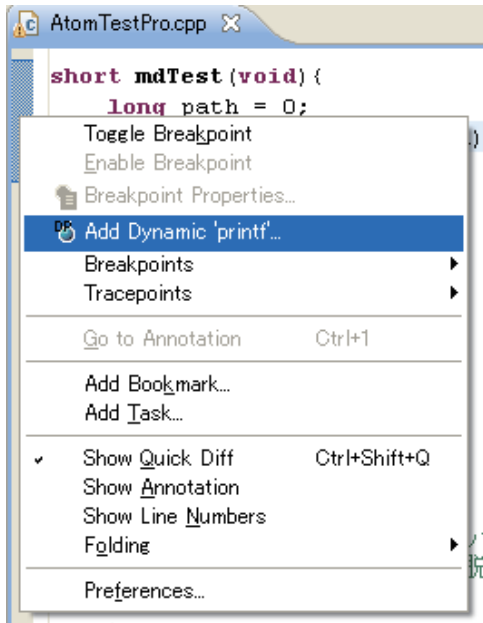 AtomTestPro.cpp
short mdTest(void){
long path = 0;
)
Toggle Breakpoint
Enable Breakpoint
Breakpoint Properties...
Add Dynamic 'printf'...
Breakpoints
Tracepoints
Go to Annotation Ctrl+1
Add Bookmark...
Add Task...
Show Quick Diff Ctrl+Shift+Q
Show Annotation
Show Line Numbers
Folding
Preferences...